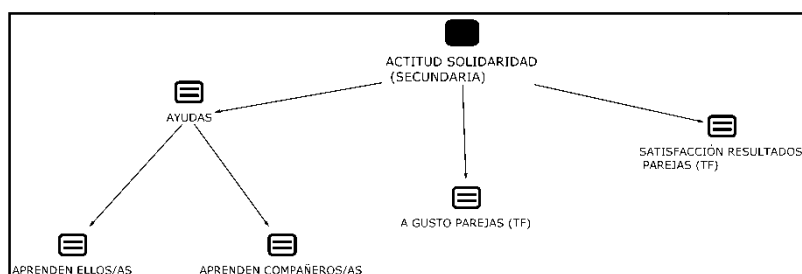 ACTITUD SOLIDARIDAD
(SECUNDARIA)
AYUDAS
SATISFACCIÓN RESULTADOS
PAREJAS (TF)
A GUSTO PAREJAS (TF)
APRENDEN ELLOS/AS
APRENDEN COMPAÑEROS/AS